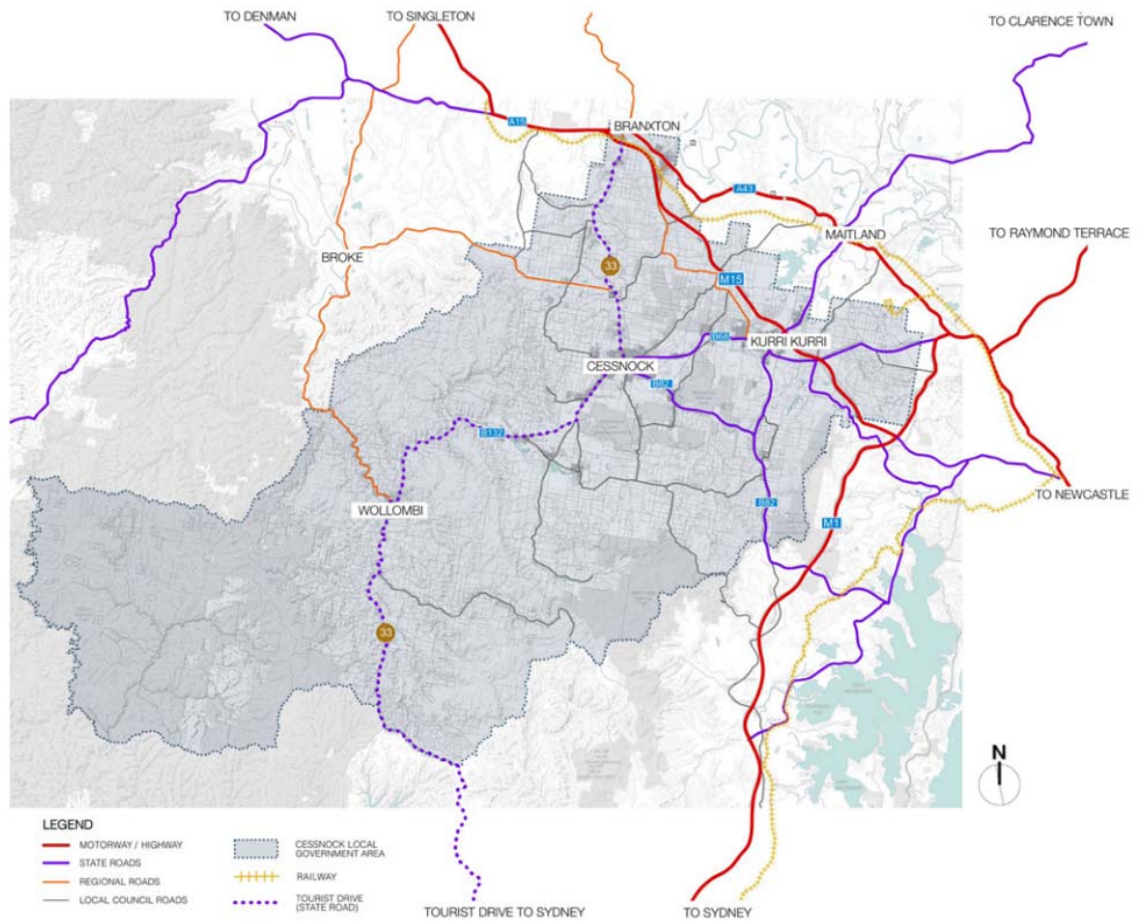 TO DENMAN
TO SINGLETON
TO CLARENCE TOWN
A15
BRANXTON
A43
MAITLAND
TO RAYMOND TERRACE
BROKE
33
M15
B68
KURRI KURRI
CESSNOCK
B82
B132
TO NEWCASTLE
WOLLOMBI
B82
M1
33
N
LEGEND
MOTORWAY / HIGHWAY
STATE ROADS
REGIONAL ROADS
LOCAL COUNCIL ROADS
CESSNOCK LOCAL
GOVERNMENT AREA
RAILWAY
TOURIST DRIVE
(STATE ROAD)
TOURIST DRIVE TO SYDNEY
TO SYDNEY